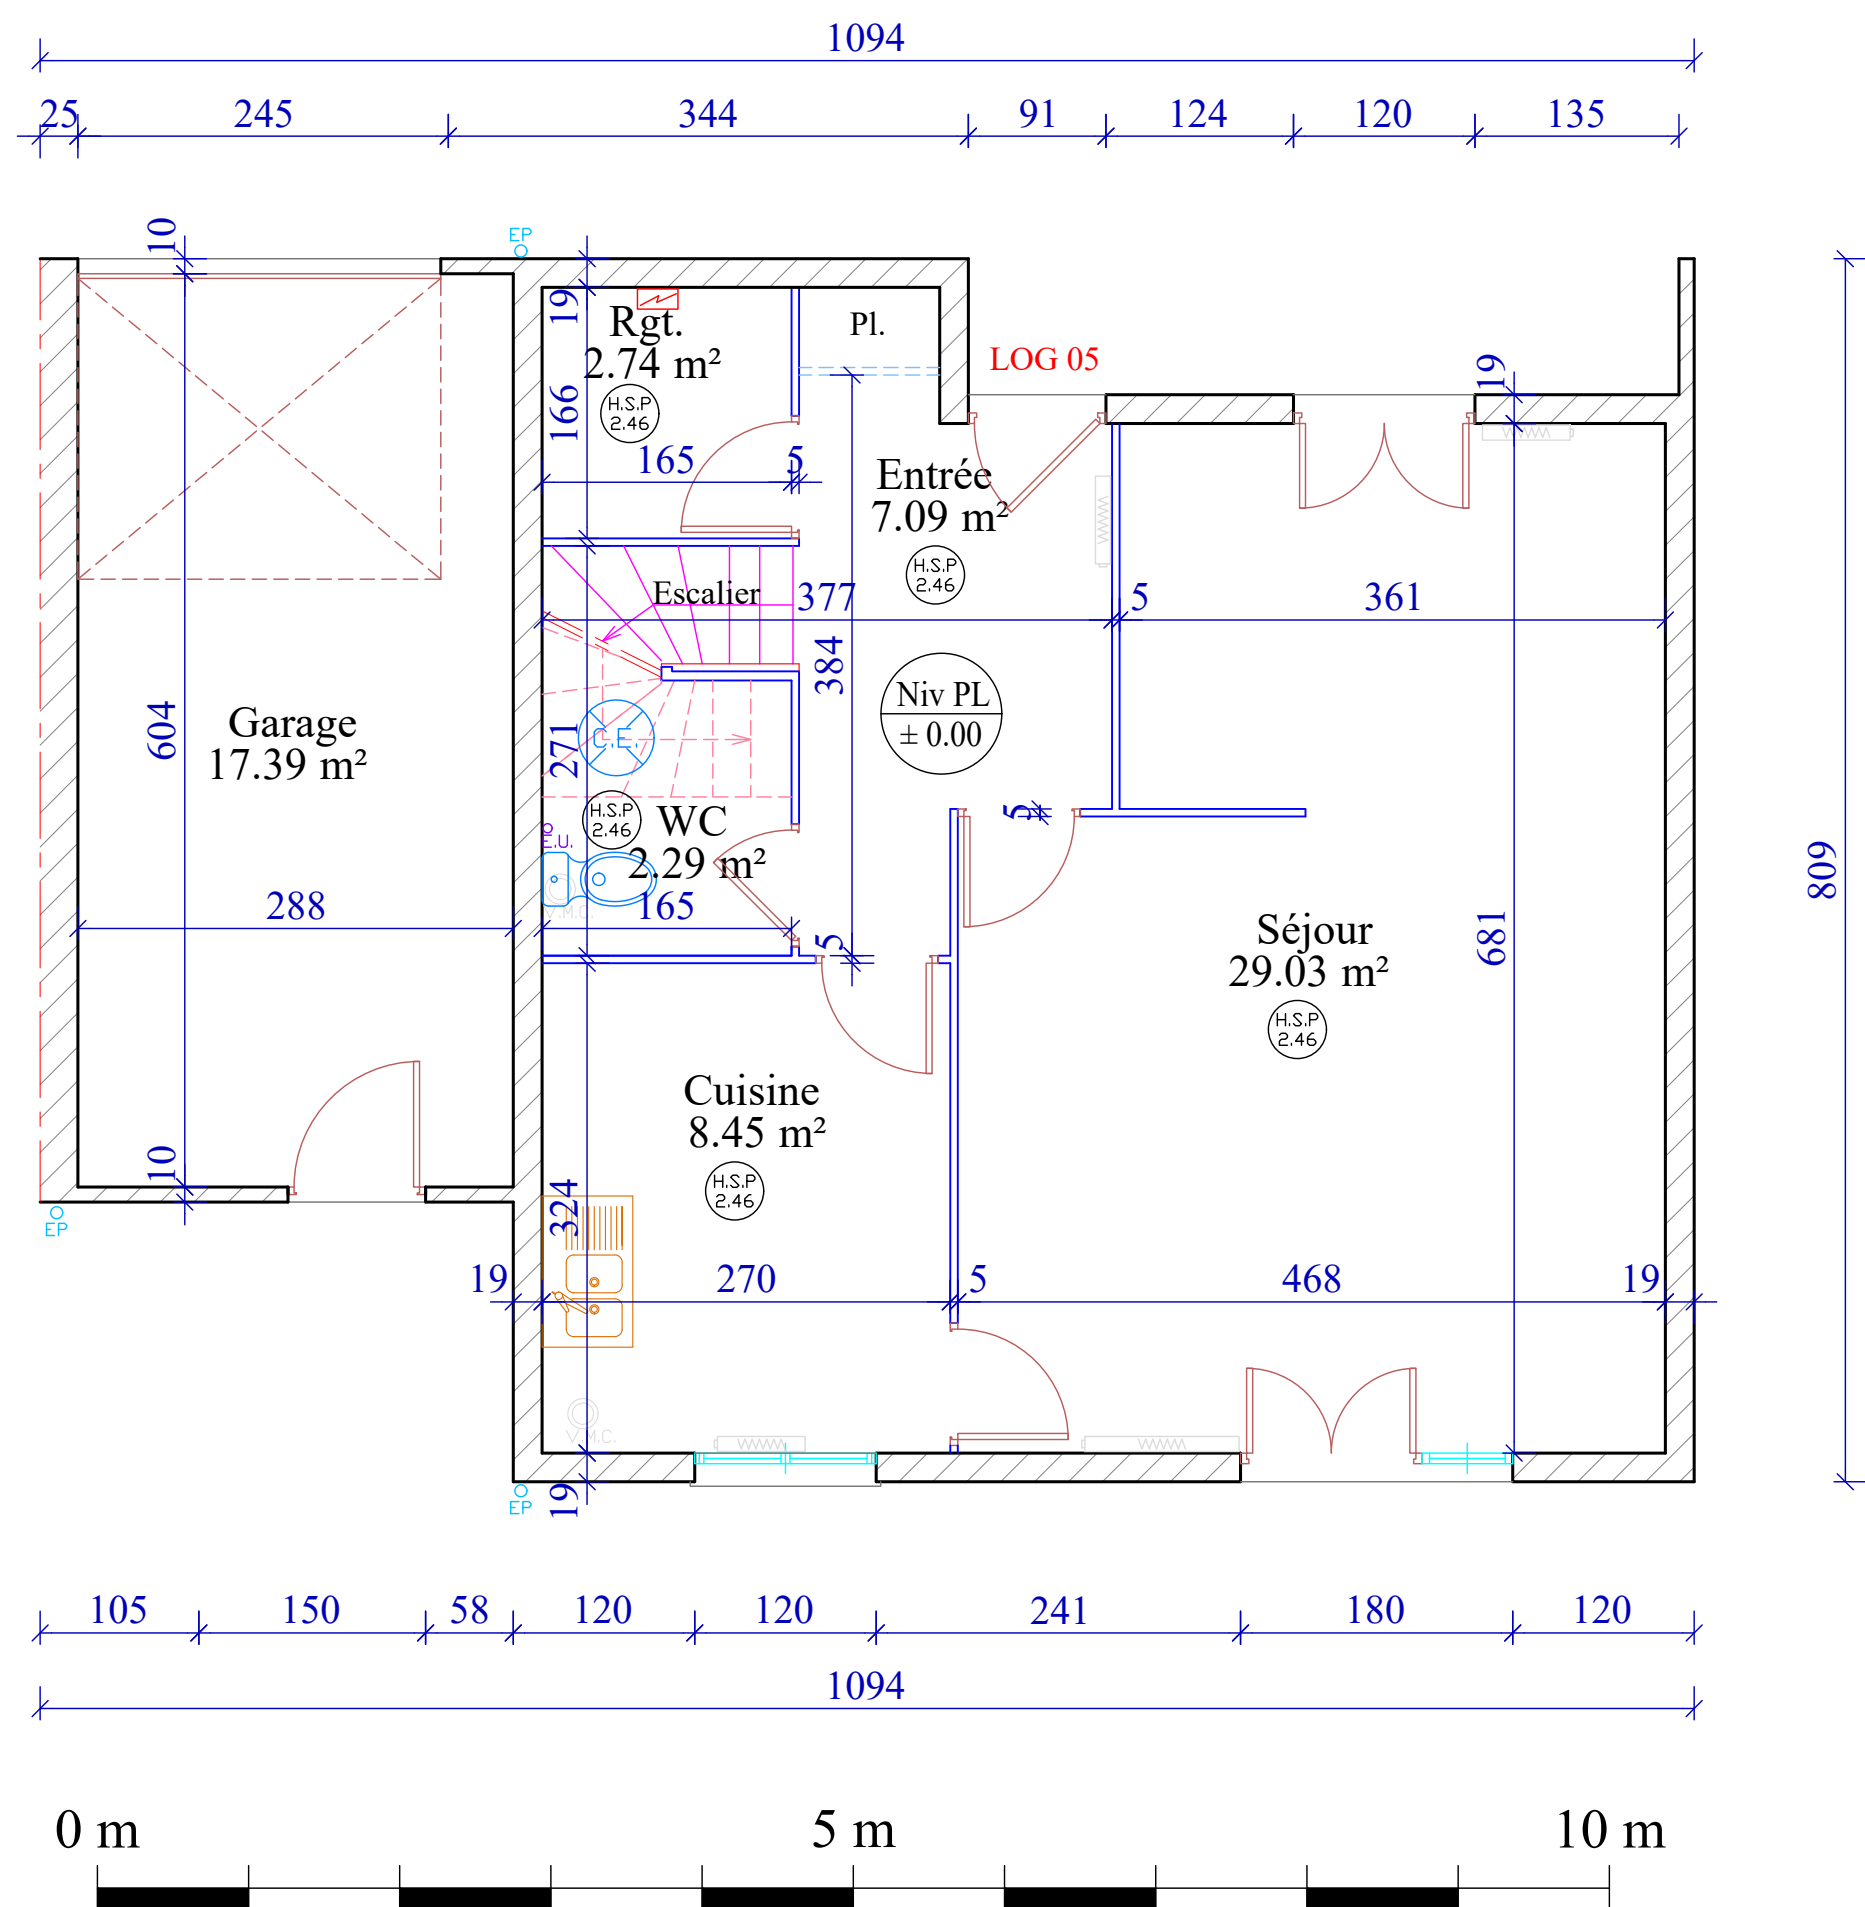 1094
25 245 344 91 124 120 135
10
EP
19
Rgt.
2.74 m²
H.S.P
2.46
Pl.
LOG 05
19
166
165 5
Entrée
7.09 m²
H.S.P
2.46
Escalier
377 5 361
384
Niv PL
± 0.00
604
Garage
17.39 m²
271
C.E.
H.S.P
2.46
WC
2.29 m²
E.U.
V.M.C.
5
809
288
165
5
Séjour
29.03 m²
H.S.P
2.46
681
Cuisine
8.45 m²
H.S.P
2.46
10
EP
324
19 270 5 468 19
V.M.C.
EP
19
105 150 58 120 120 241 180 120
1094
0 m 5 m 10 m